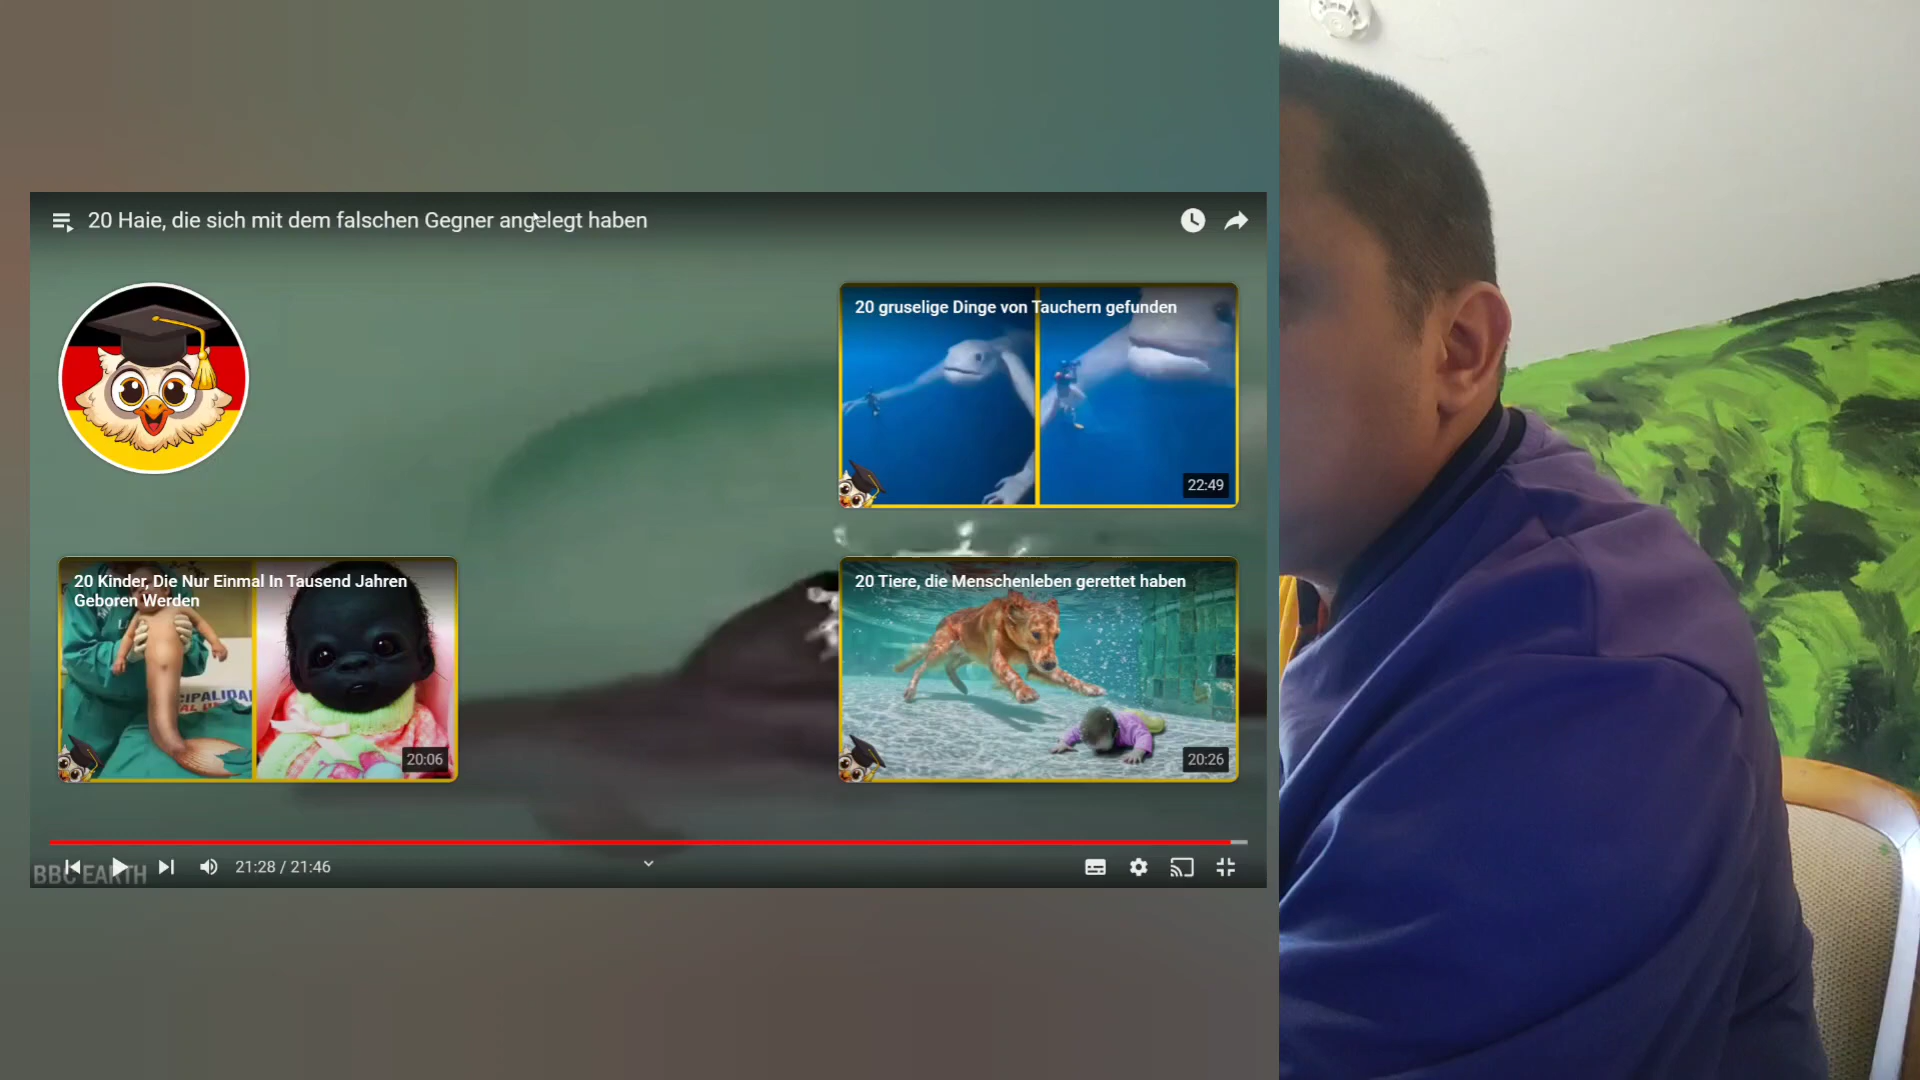 20 Haie, die sich mit dem falschen Gegner angelegt haben
20 gruselige Dinge von Tauchern gefunden
22:49
20 Kinder, Die Nur Einmal In Tausend Jahren
Geboren Werden
CIPALIDA
20:06
20 Tiere, die Menschenleben gerettet haben
20:26
21:28 / 21:46
BBC EARTH